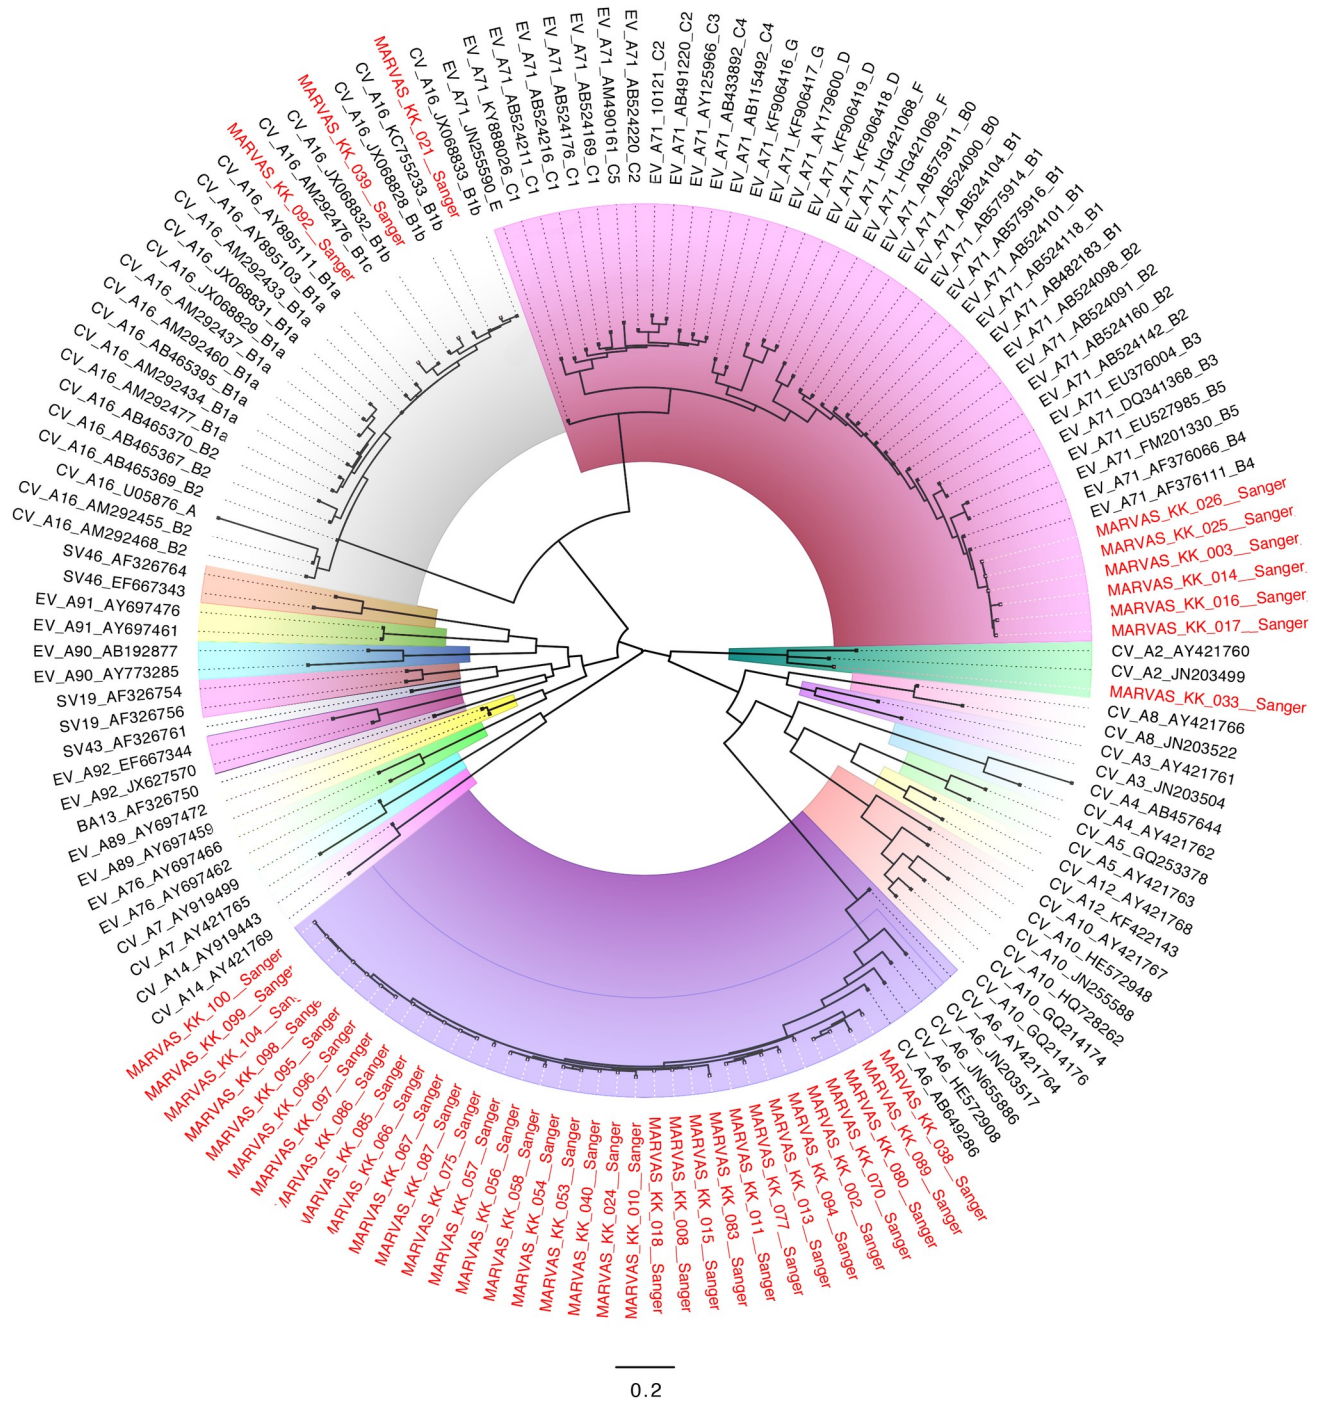 EV_A71_KY888026_C1
EV_A71_AB524211_C1
EV_A71_AB524216_C1
EV_A71_AB524176_C1
EV_A71_AB524169_C1
EV_A71_AM490161_C5
EV_A71_AB524220_C2
EV_A71_110121_C2
EV_A71_AB491220_C2
EV_A71_AY125966_C3
EV_A71_AB433892_C4
EV_A71_AB115492_C4
EV_A71_KF906416_G
EV_A71_KF906417_G
EV_A71_AY179600_D
EV_A71_KF906419_D
EV_A71_KF906418_D
EV_A71_HG421068_F
EV_A71_HG421069_F
EV_A71_AB575911_B0
EV_A71_AB524090_B0
EV_A71_AB524104_B1
EV_A71_AB575914_B1
EV_A71_AB575916_B1
EV_A71_AB524101_B1
EV_A71_AB524118_B1
EV_A71_AB482183_B1
EV_A71_AB524098_B2
EV_A71_AB524091_B2
EV_A71_AB524160_B2
EV_A71_AB524142_B2
EV_A71_EU376004_B3
EV_A71_DQ341368_B3
EV_A71_EU527985_B5
EV_A71_FM201330_B5
EV_A71_AF376066_B4
EV_A71_AF376111_B4
MARVAS_KK_026__Sanger
MARVAS_KK_025__Sanger
MARVAS_KK_003__Sanger
MARVAS_KK_014__Sanger
MARVAS_KK_016__Sanger
MARVAS_KK_017__Sanger
CV_A2_AY421760
CV_A2_JN203499
MARVAS_KK_033__Sanger
CV_A8_AY421766
CV_A8_JN203522
CV_A3_AY421761
CV_A3_JN203504
CV_A4_AB457644
CV_A4_AY421762
CV_A5_GQ253378
CV_A5_AY421763
CV_A12_AY421768
CV_A12_KF422143
CV_A10_AY421767
CV_A10_HE572948
CV_A10_JN255588
CV_A10_HQ728262
CV_A10_GQ214174
CV_A10_GQ214176
CV_A6_AY421764
CV_A6_JN203517
CV_A6_JN655886
CV_A6_HE572908
CV_A6_AB649286
MARVAS_KK_038__Sanger
MARVAS_KK_089__Sanger
MARVAS_KK_080__Sanger
MARVAS_KK_070__Sanger
MARVAS_KK_002__Sanger
MARVAS_KK_094__Sanger
MARVAS_KK_013__Sanger
MARVAS_KK_077__Sanger
MARVAS_KK_011__Sanger
MARVAS_KK_083__Sanger
MARVAS_KK_015__Sanger
MARVAS_KK_008__Sanger
MARVAS_KK_018__Sanger
MARVAS_KK_010__Sanger
MARVAS_KK_024__Sanger
MARVAS_KK_040__Sanger
MARVAS_KK_053__Sanger
MARVAS_KK_054__Sanger
MARVAS_KK_058__Sanger
MARVAS_KK_056__Sanger
MARVAS_KK_057__Sanger
MARVAS_KK_075__Sanger
MARVAS_KK_087__Sanger
MARVAS_KK_067__Sanger
MARVAS_KK_066__Sanger
MARVAS_KK_085__Sanger
MARVAS_KK_086__Sanger
MARVAS_KK_097__Sanger
MARVAS_KK_096__Sanger
MARVAS_KK_095__Sanger
MARVAS_KK_098__Sange
MARVAS_KK_104__San
MARVAS_KK_099__Sanger
MARVAS_KK_100__Sanger
CV_A14_AY421769
CV_A14_AY919443
CV_A7_AY421765
CV_A7_AY919499
EV_A76_AY697462
EV_A76_AY697466
EV_A89_AY697459
EV_A89_AY697472
BA13_AF326750
EV_A92_JX627570
EV_A92_EF667344
SV43_AF326761
SV19_AF326756
SV19_AF326754
EV_A90_AY773285
EV_A90_AB192877
EV_A91_AY697461
EV_A91_AY697476
SV46_EF667343
SV46_AF326764
CV_A16_AM292468_B2
CV_A16_AM292455_B2
CV_A16_U05876_A
CV_A16_AB465369_B2
CV_A16_AB465367_B2
CV_A16_AB465370_B2
CV_A16_AM292477_B1a
CV_A16_AM292434_B1a
CV_A16_AB465395_B1a
CV_A16_AM292460_B1a
CV_A16_AM292437_B1a
CV_A16_JX068829_B1a
CV_A16_JX06831_B1a
CV_A16_AM292433_B1a
CV_A16_AY895103_B1a
CV_A16_AY895111_B1a
MARVAS_KK_092__Sanger
CV_A16_AM292476_B1c
CV_A16_JX068832_B1b
MARVAS_KK_039__Sanger
CV_A16_JX068828_B1b
CV_A16_KC755233_B1b
MARVAS_KK_021__Sanger
CV_A16_JX068833_B1b
EV_A71_JN255590_E
0.2